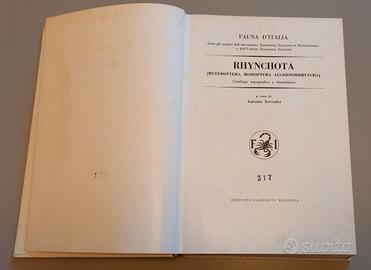 FAUNA D'ITALIA
Sotto gli auspici dell'Accademia Nazionale Italiana di Entomologia
e dell'Unione Zoologica Italiana
RHYNCHOTA
(HETEROPTERA, HOMOPTERA AUCHENORRHYNCHA)
Catalogo topografico e sinonimico
a cura di
Antonio Servadei
F I
317
EDIZIONI CALDERINI BOLOGNA
subito